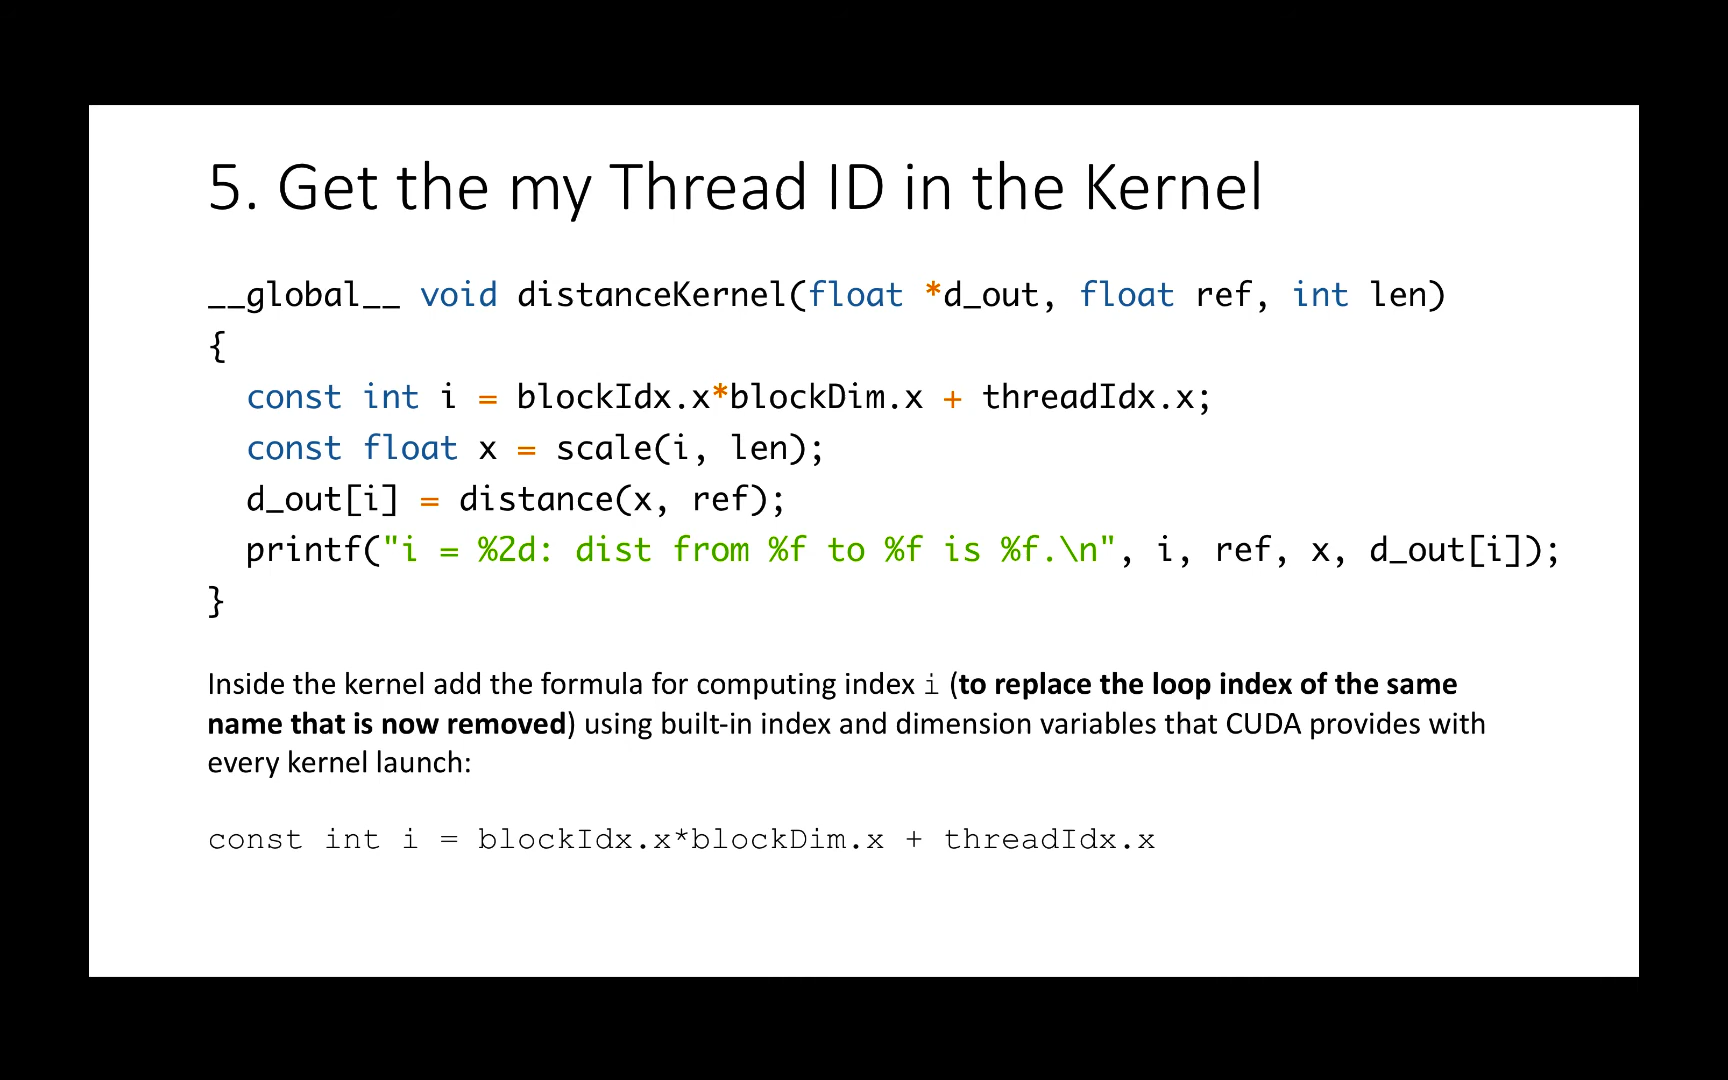 5. Get the my Thread ID in the Kernel
__global__ void distanceKernel(float *d_out, float ref, int len)
{
  const int i = blockIdx.x*blockDim.x + threadIdx.x;
  const float x = scale(i, len);
  d_out[i] = distance(x, ref);
  printf("i = %2d: dist from %f to %f is %f.\n", i, ref, x, d_out[i]);
}
Inside the kernel add the formula for computing index i (to replace the loop index of the same
name that is now removed) using built-in index and dimension variables that CUDA provides with
every kernel launch:
const int i = blockIdx.x*blockDim.x + threadIdx.x